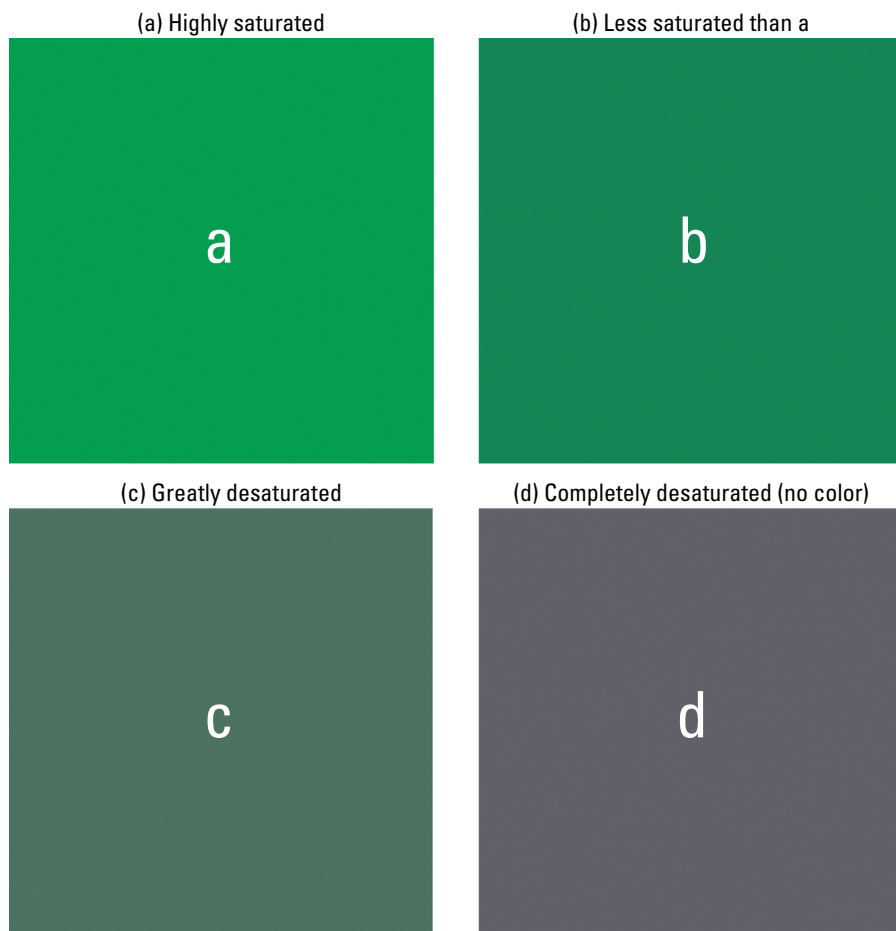 (a) Highly saturated
(b) Less saturated than a
a
b
(c) Greatly desaturated
(d) Completely desaturated (no color)
c
d